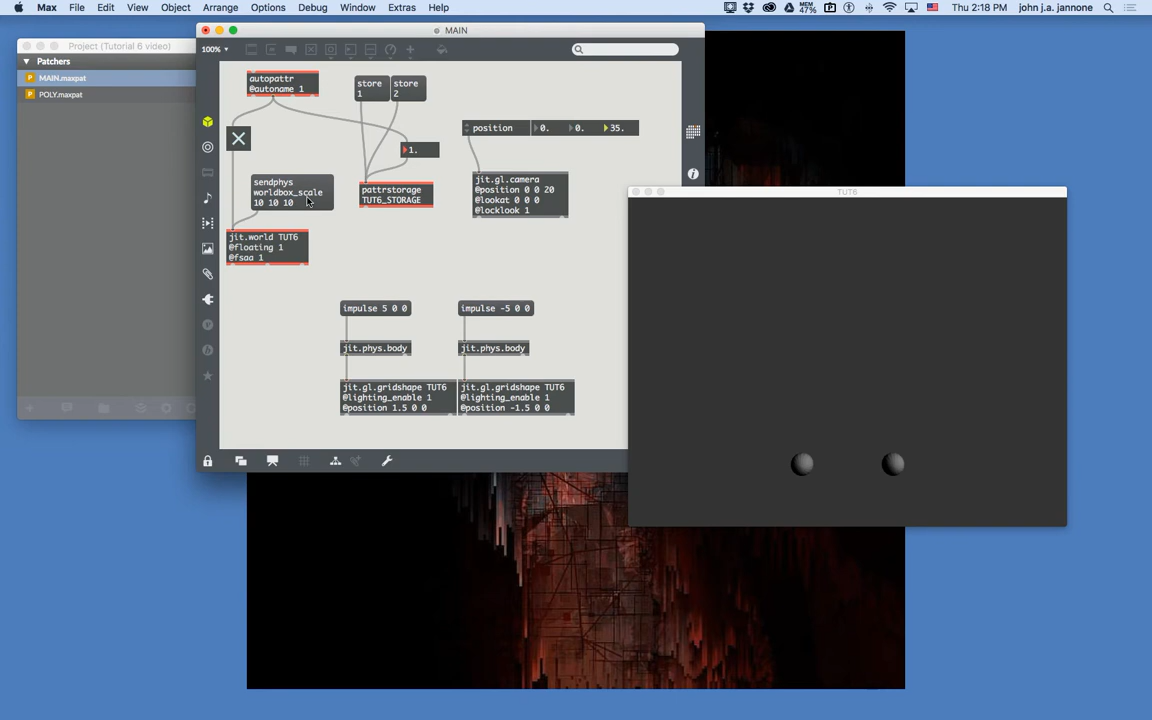 Max File Edit View Object Arrange Options Debug Window Extras Help
MEM 47%
Thu 2:18 PM john j.a. jannone
Project (Tutorial 6 video)
Patchers
MAIN.maxpat
POLY.maxpat
MAIN
100%
autopattr
@autoname 1
store
1
store
2
position 0. 0. 35.
1.
sendphys
worldbox_scale
10 10 10
pattrstorage
TUT6_STORAGE
jit.gl.camera
@position 0 0 20
@lookat 0 0 0
@locklook 1
jit.world TUT6
@floating 1
@fsaa 1
TUT6
impulse 5 0 0
impulse -5 0 0
jit.phys.body
jit.phys.body
jit.gl.gridshape TUT6
@lighting_enable 1
@position 1.5 0 0
jit.gl.gridshape TUT6
@lighting_enable 1
@position -1.5 0 0